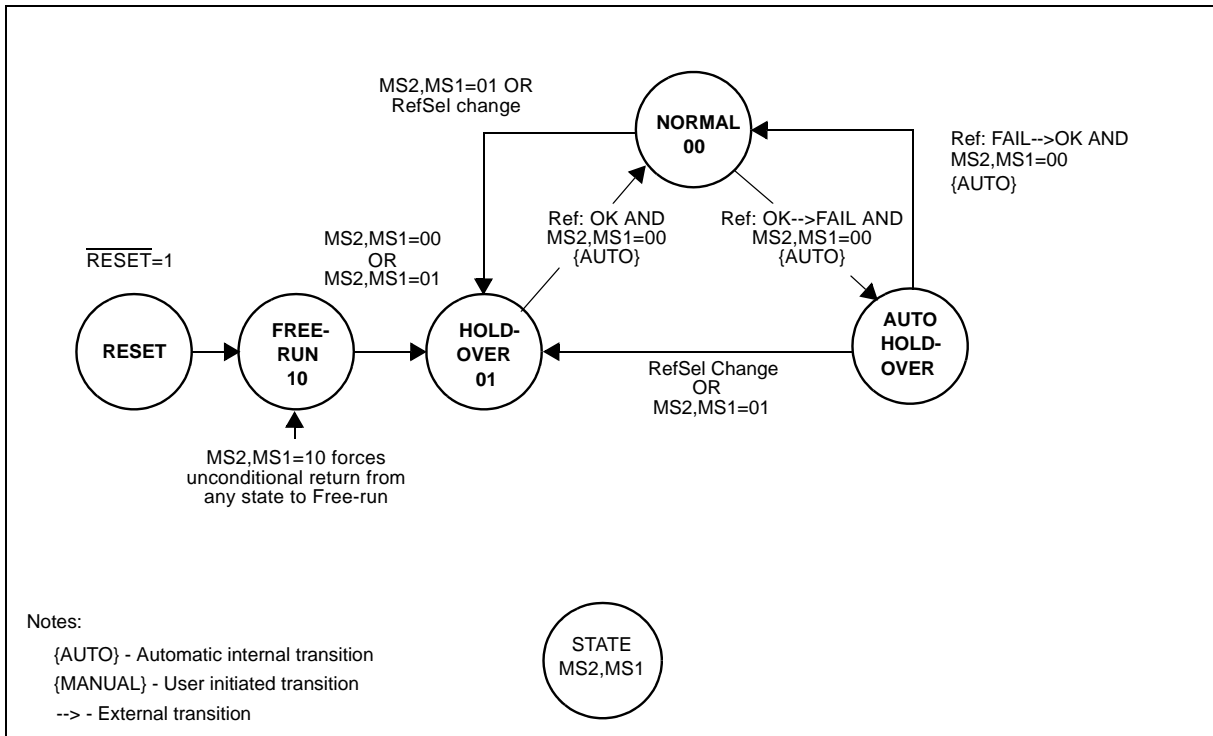 MS2,MS1=01 OR
RefSel change
NORMAL
00
Ref: FAIL-->OK AND
MS2,MS1=00
{AUTO}
Ref: OK AND
MS2,MS1=00
{AUTO}
Ref: OK-->FAIL AND
MS2,MS1=00
{AUTO}
RESET=1
MS2,MS1=00
OR
MS2,MS1=01
RESET
FREE-
RUN
10
HOLD-
OVER
01
AUTO
HOLD-
OVER
RefSel Change
OR
MS2,MS1=01
MS2,MS1=10 forces
unconditional return from
any state to Free-run
Notes:
{AUTO} - Automatic internal transition
{MANUAL} - User initiated transition
--> - External transition
STATE
MS2,MS1